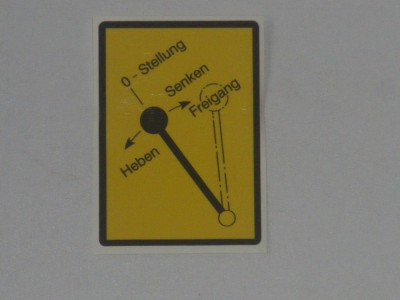 0 - Stellung
Senken
Freigang
Heben